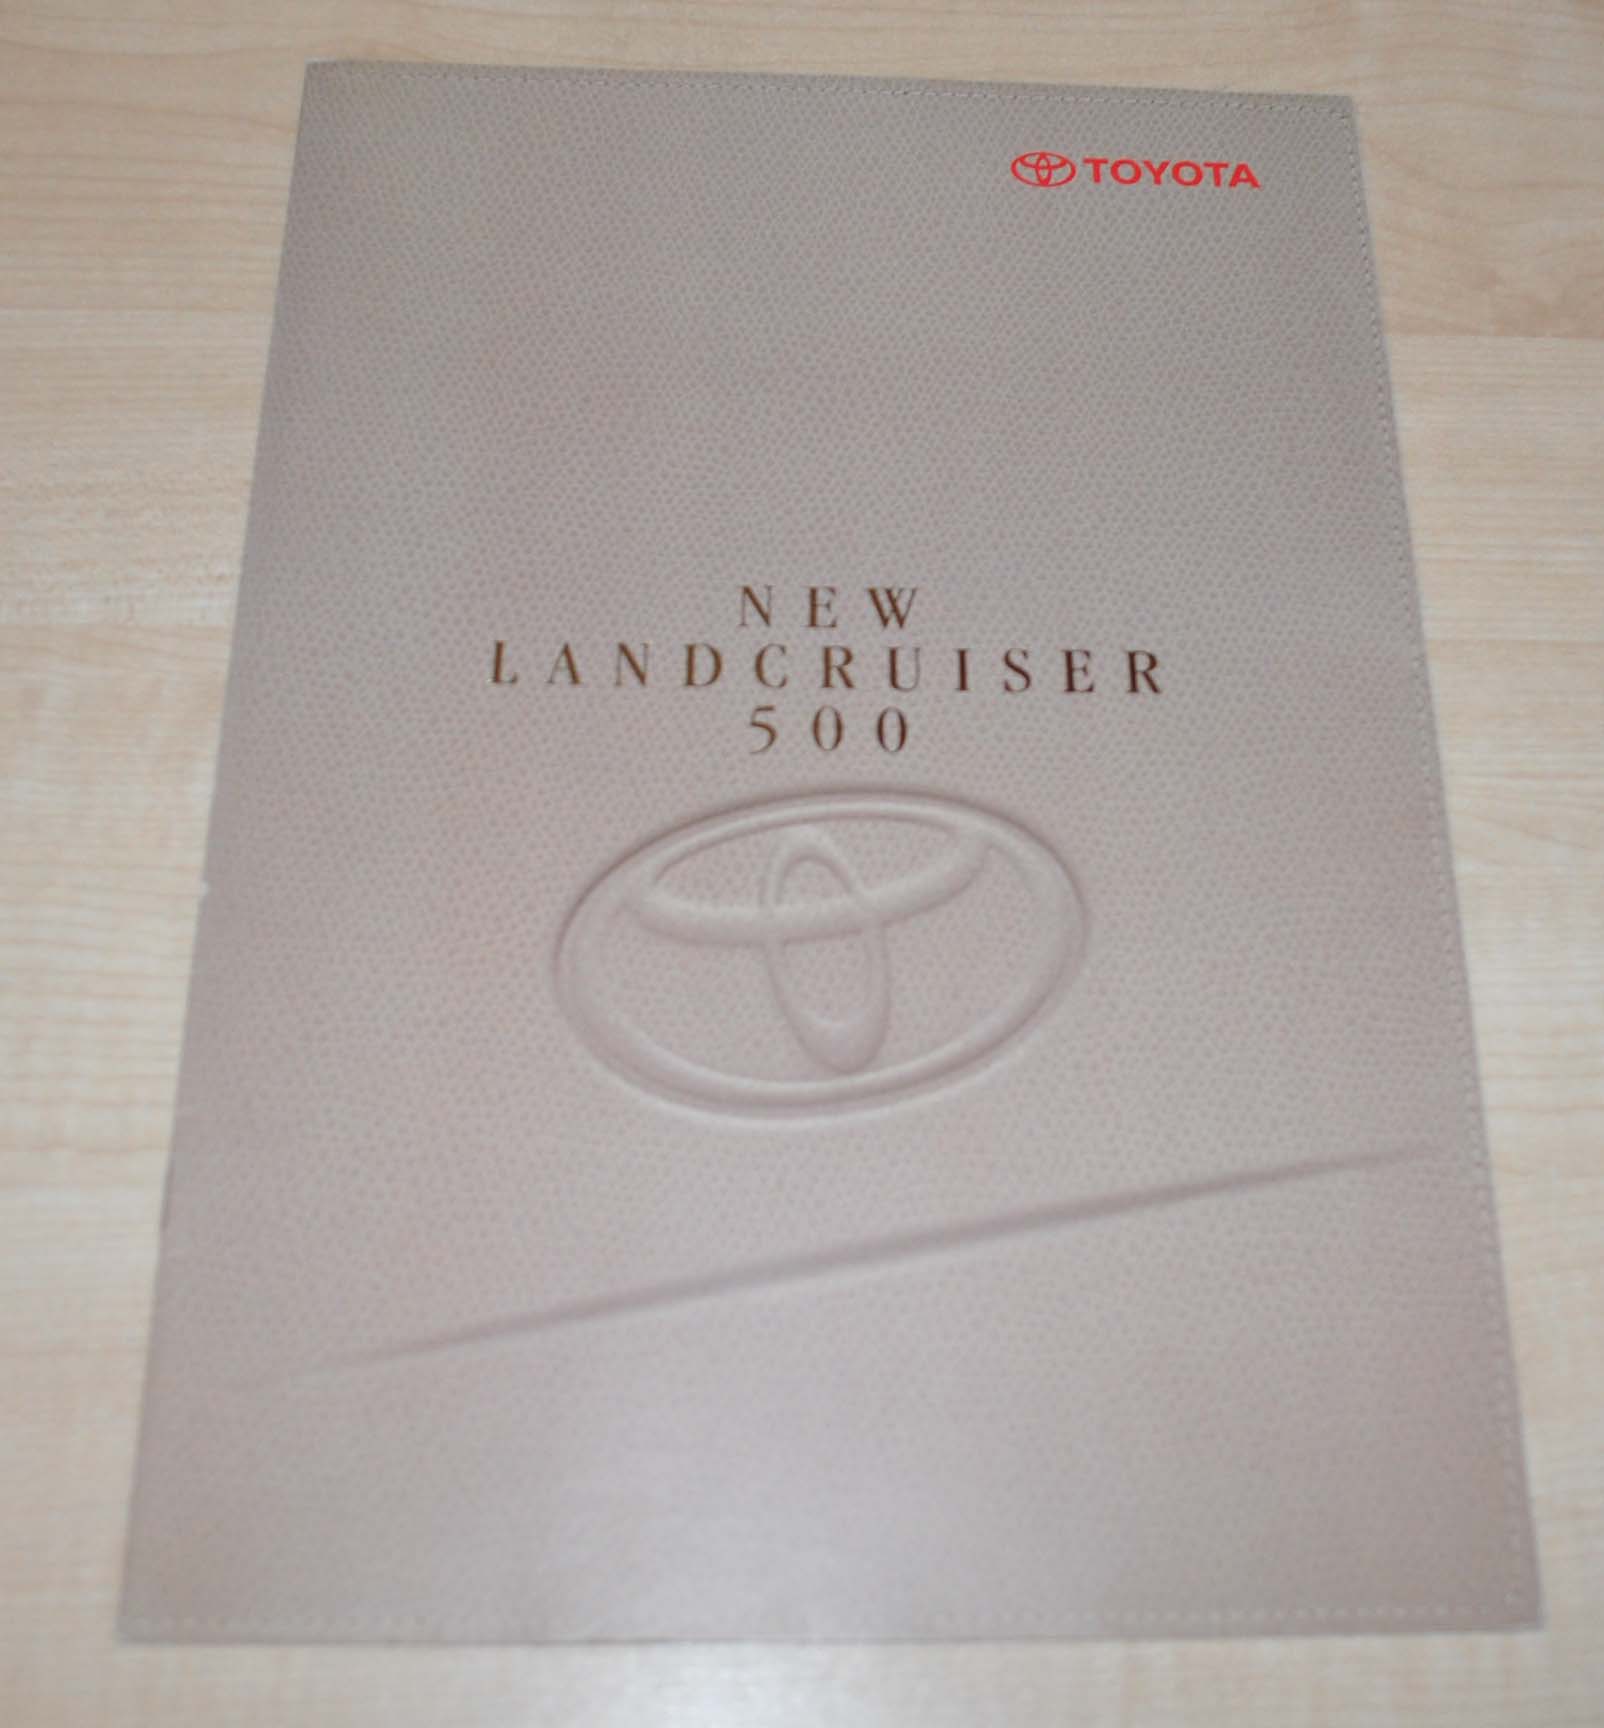 TOYOTA
NEW
LANDCRUISER
500